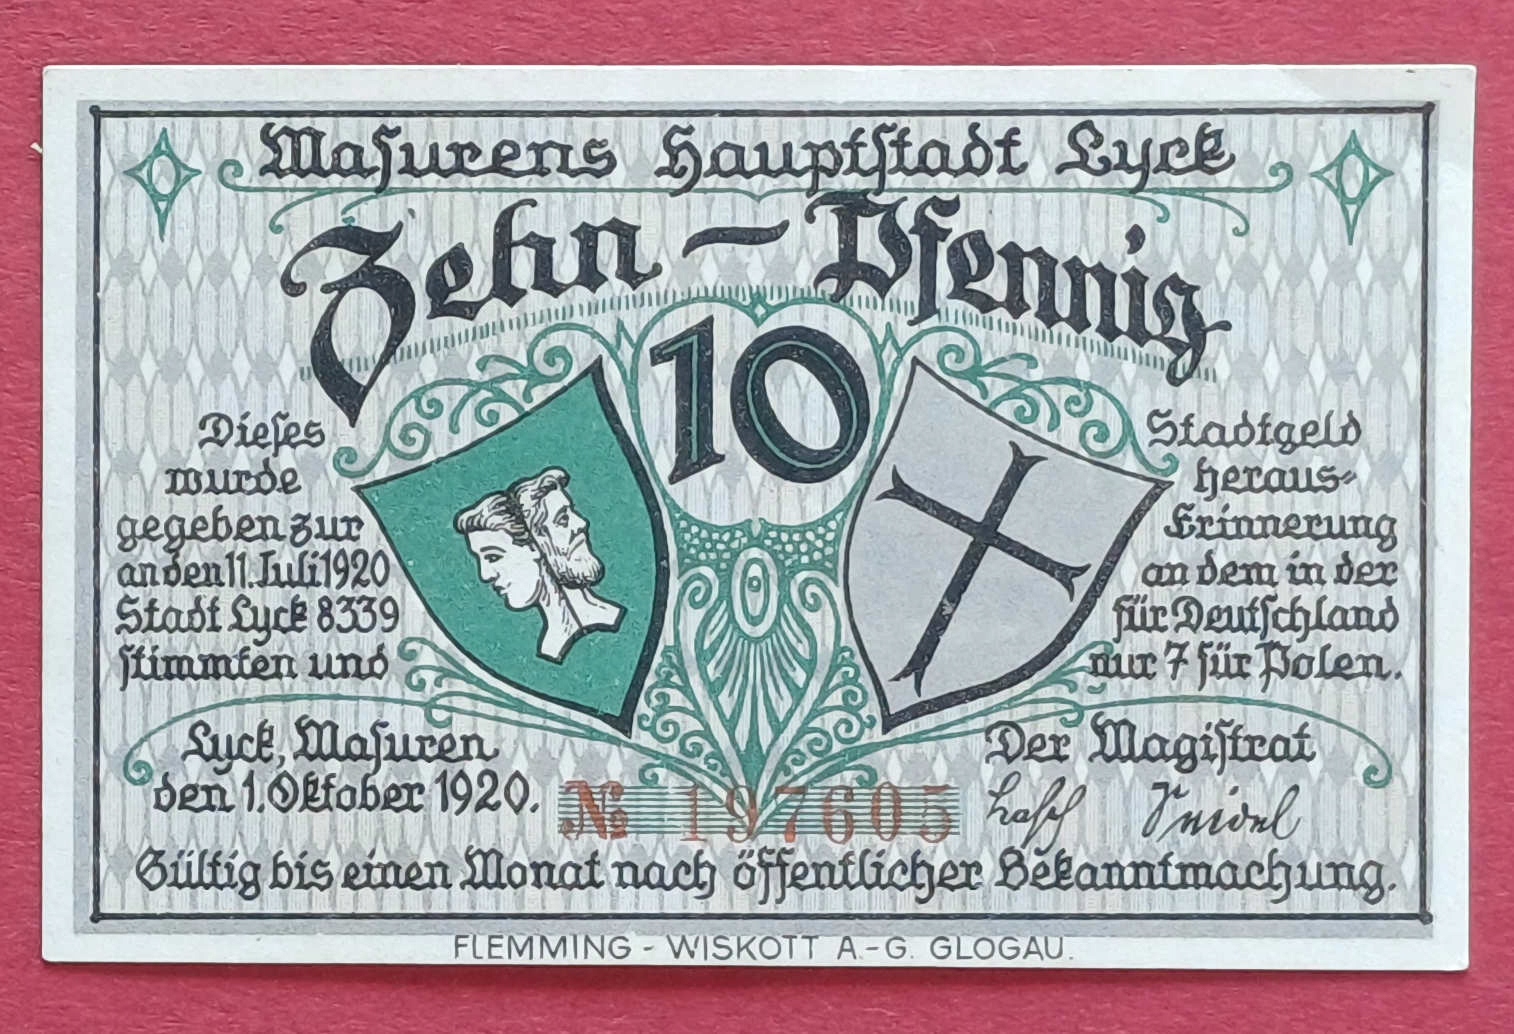 Masurens Hauptstadt Lyck
Zehn – Pfennig
10
Dieses
wurde
gegeben zur
an den 11. Juli 1920
Stadt Lyck 8339
stimmten und
Stadtgeld
heraus-
Erinnerung
an dem in der
für Deutschland
nur 7 für Polen.
Lyck, Masuren
den 1. Oktober 1920.
Der Magistrat
№ 197605
Seidel
Gültig bis einen Monat nach öffentlicher Bekanntmachung.
FLEMMING - WISKOTT A.-G. GLOGAU.